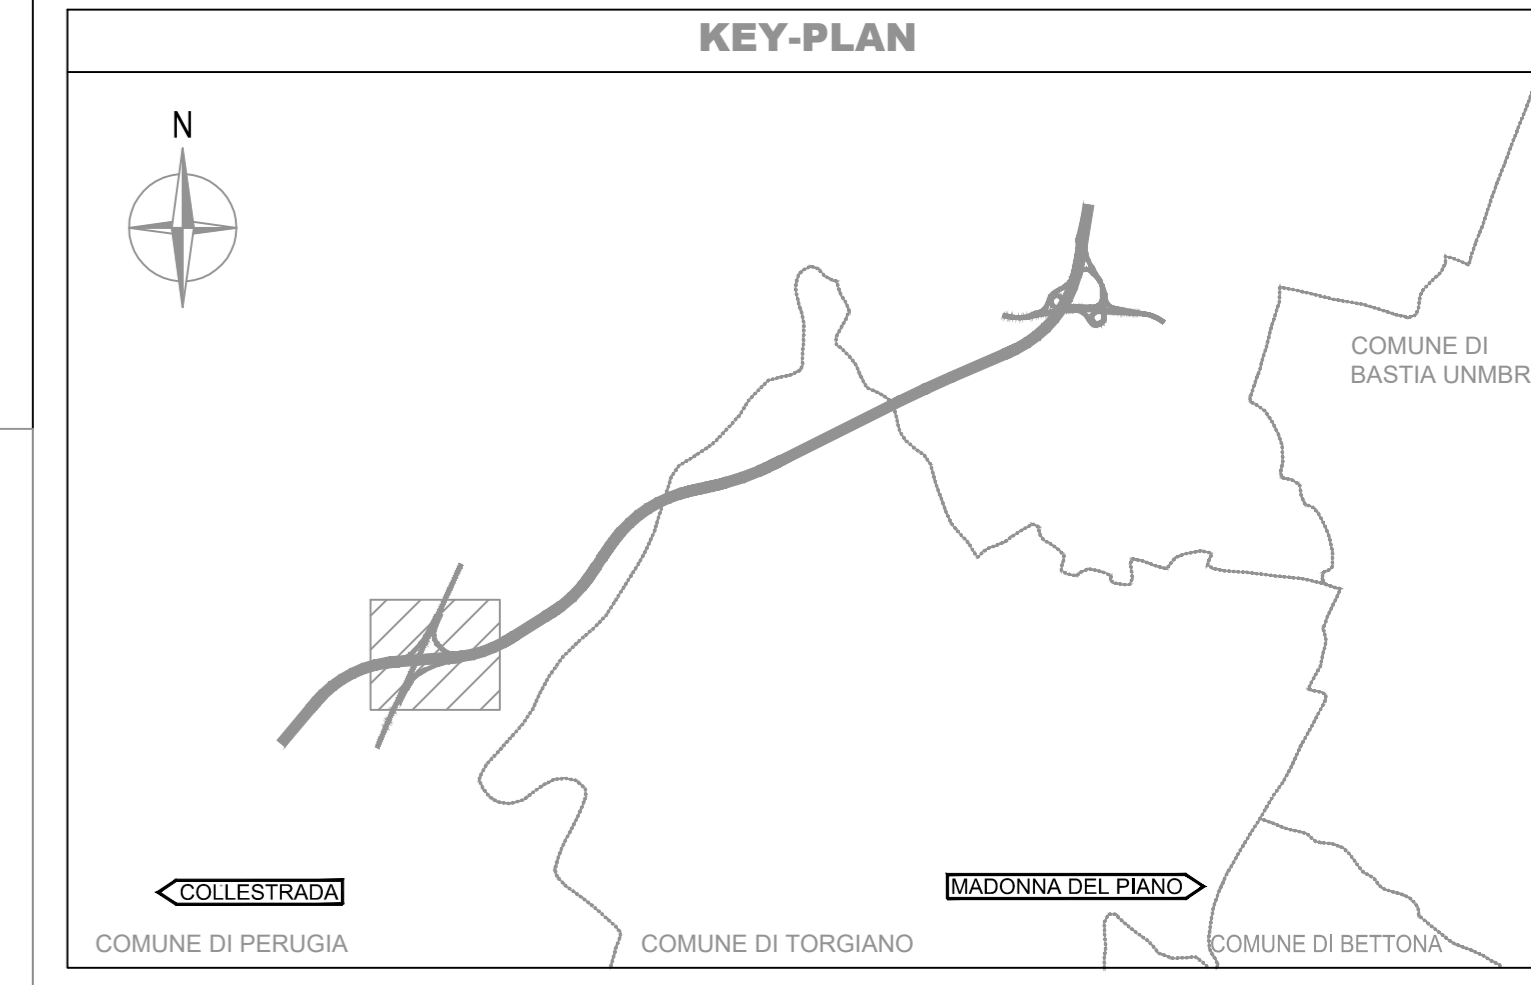 KEY-PLAN
N
COMUNE DI
BASTIA UNMBR
COLLESTRADA
MADONNA DEL PIANO
COMUNE DI PERUGIA
COMUNE DI TORGIANO
COMUNE DI BETTONA